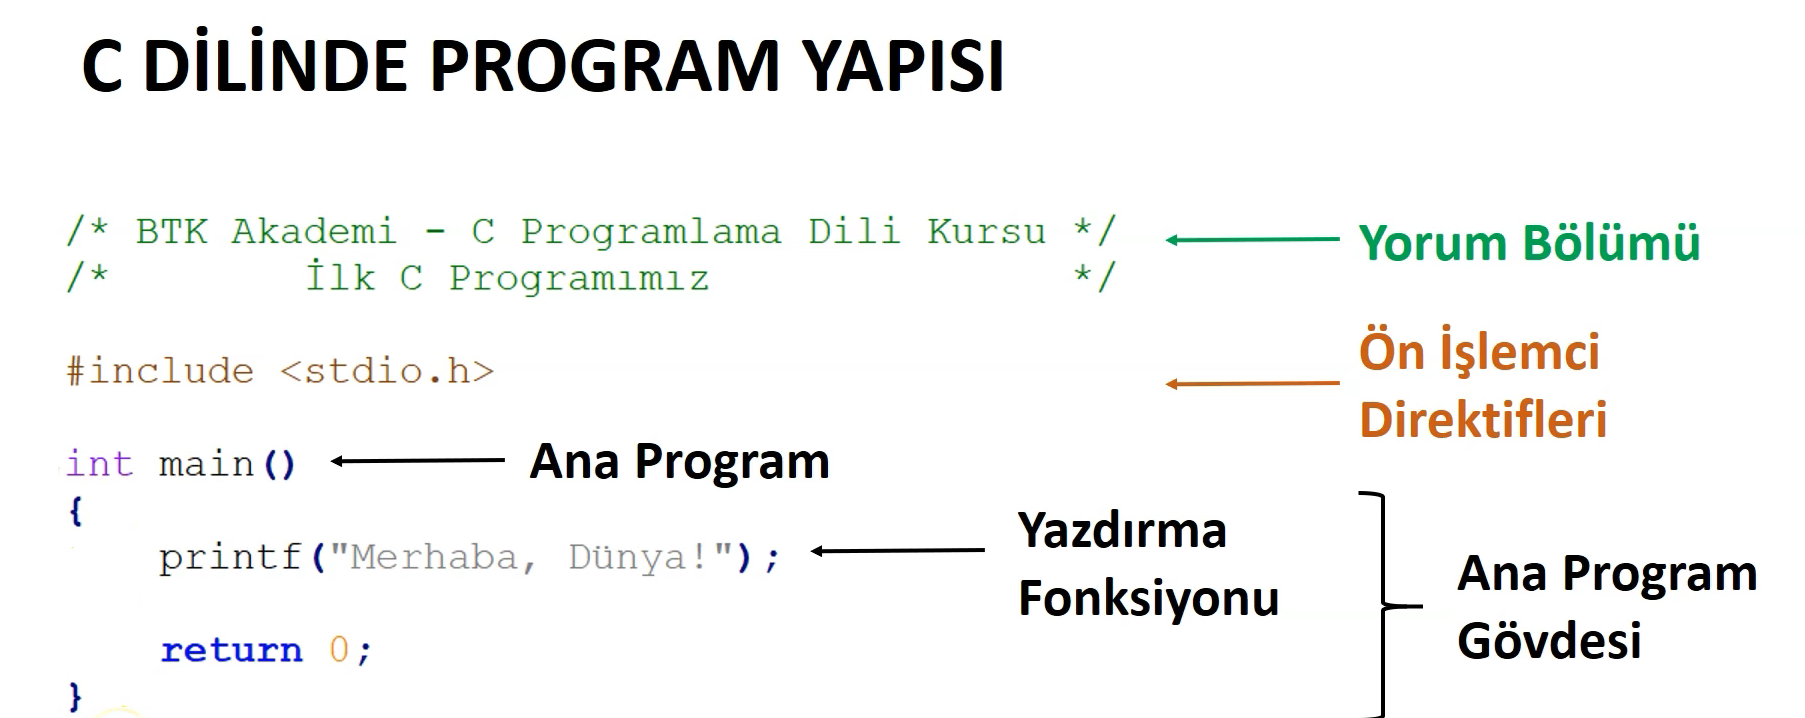 C DİLİNDE PROGRAM YAPISI
/* BTK Akademi - C Programlama Dili Kursu */
Yorum Bölümü
/* İlk C Programımız */
#include <stdio.h>
Ön İşlemci
Direktifleri
int main()
Ana Program
{
printf("Merhaba, Dünya!");
Yazdırma
Fonksiyonu
Ana Program
Gövdesi
return 0;
}